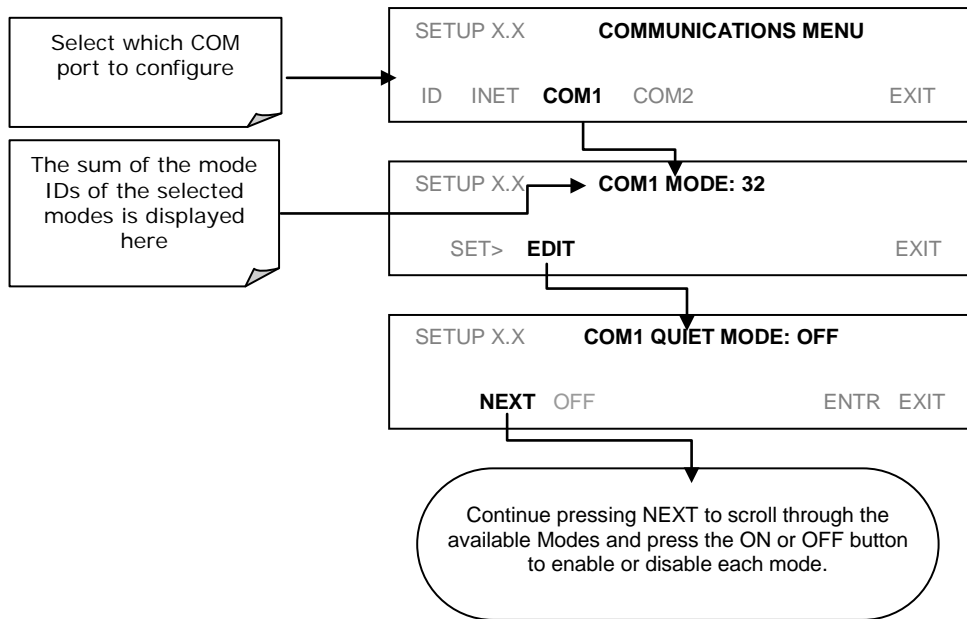 Select which COM
port to configure
SETUP X.X COMMUNICATIONS MENU
ID INET COM1 COM2 EXIT
The sum of the mode
IDs of the selected
modes is displayed
here
SETUP X.X COM1 MODE: 32
SET> EDIT EXIT
SETUP X.X COM1 QUIET MODE: OFF
NEXT OFF ENTR EXIT
Continue pressing NEXT to scroll through the
available Modes and press the ON or OFF button
to enable or disable each mode.